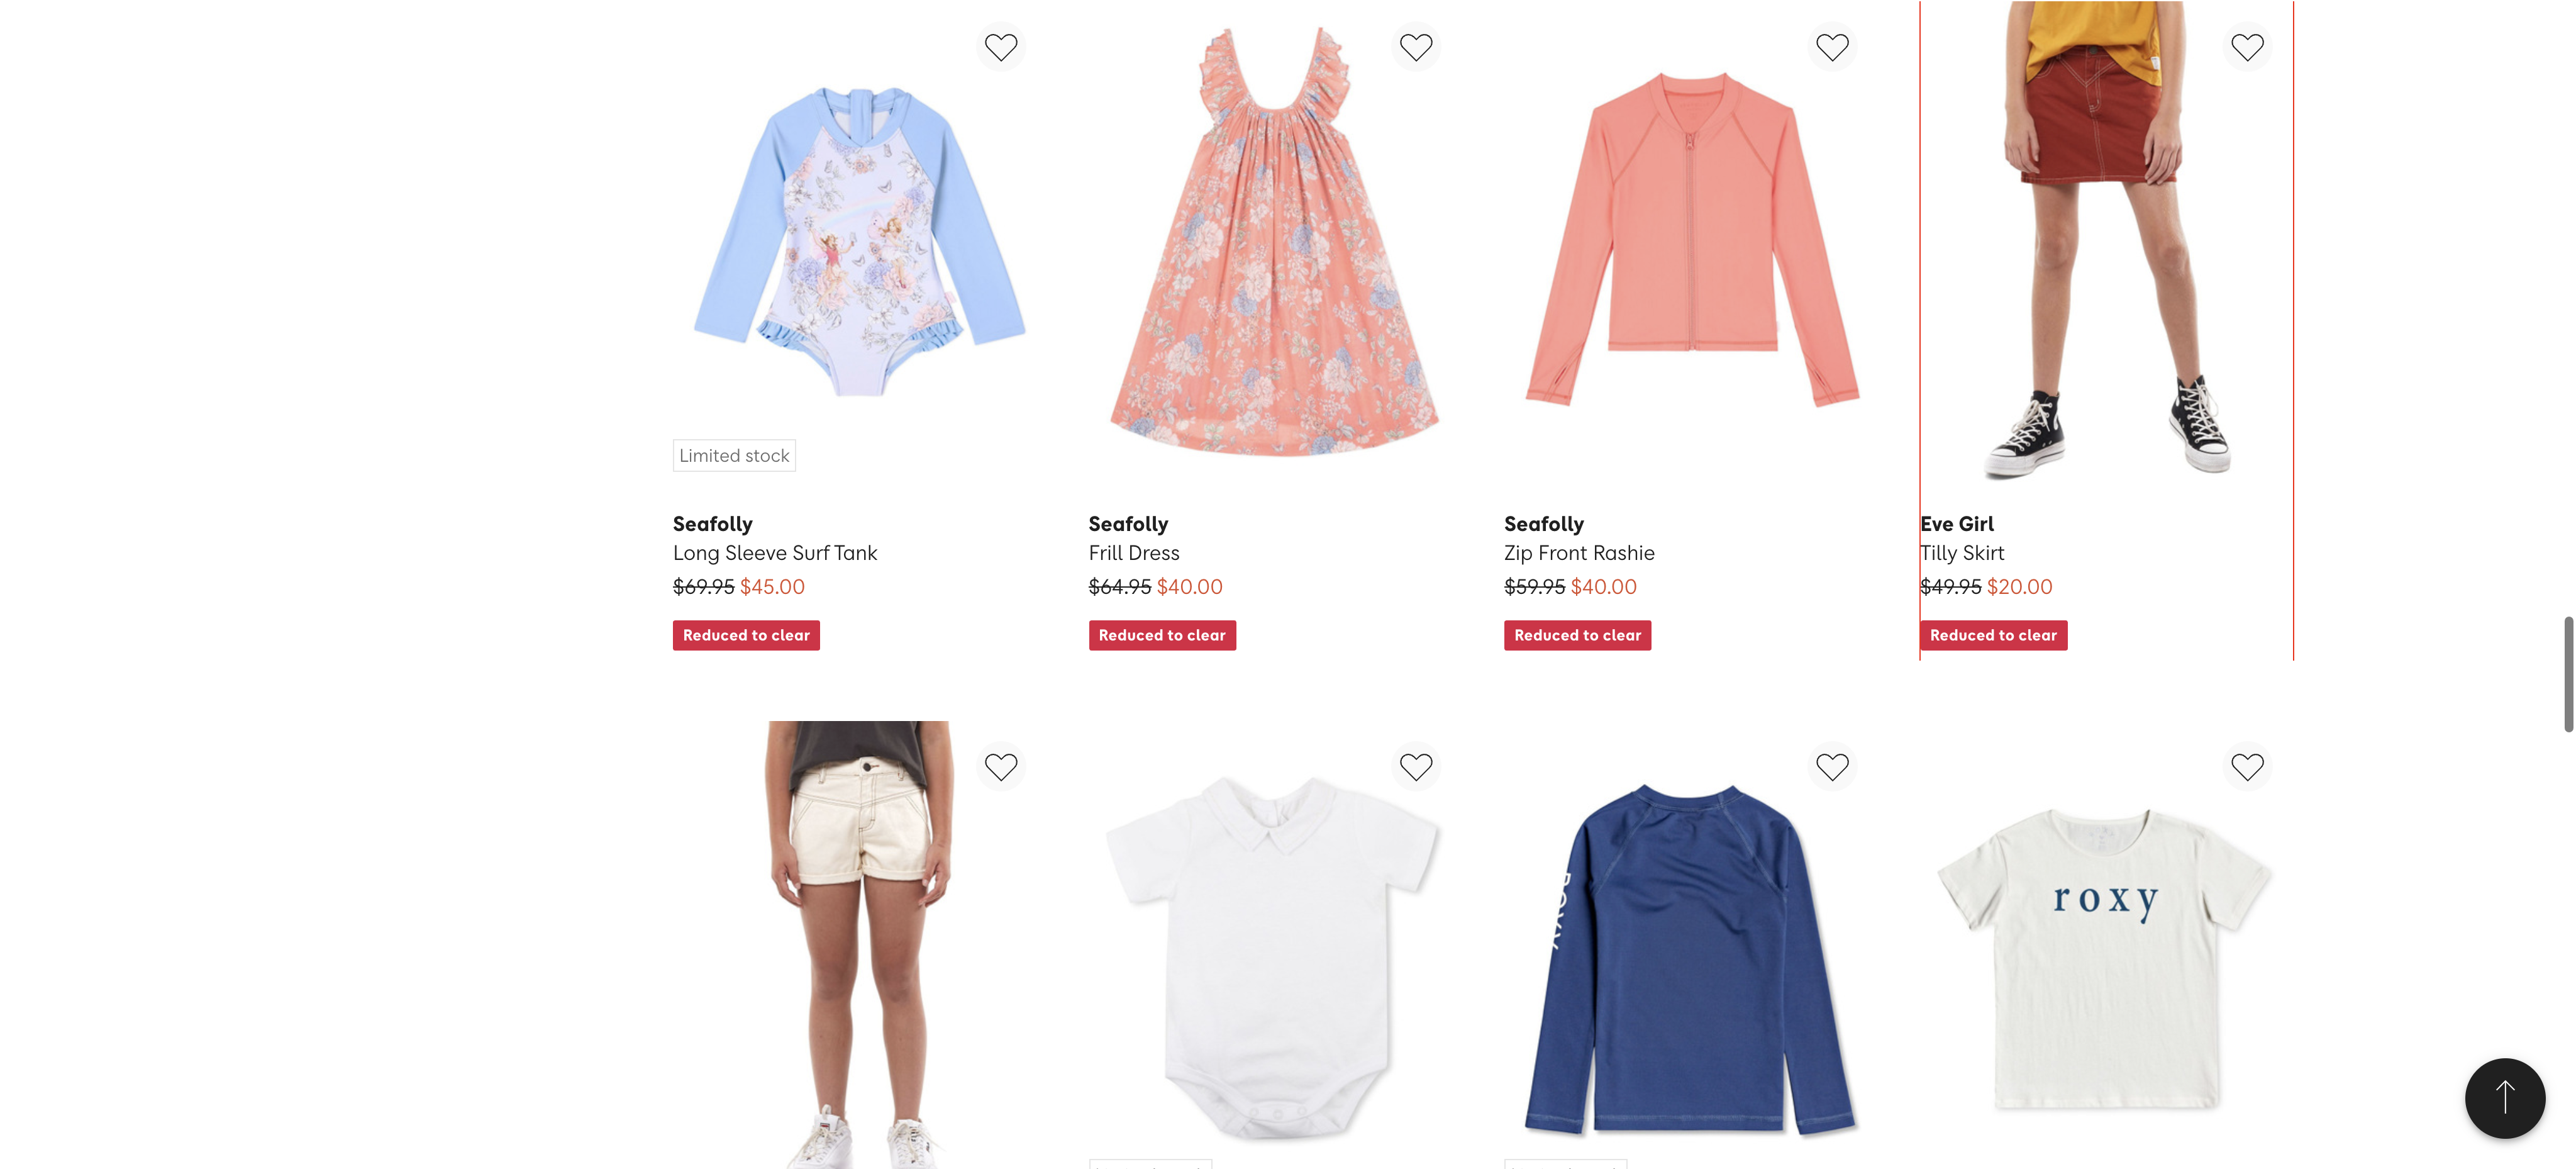 Limited stock
Seafolly
Long Sleeve Surf Tank
$69.95 $45.00
Reduced to clear
Seafolly
Frill Dress
$64.95 $40.00
Reduced to clear
Seafolly
Zip Front Rashie
$59.95 $40.00
Reduced to clear
Eve Girl
Tilly Skirt
$49.95 $20.00
Reduced to clear
ROXY
roxy